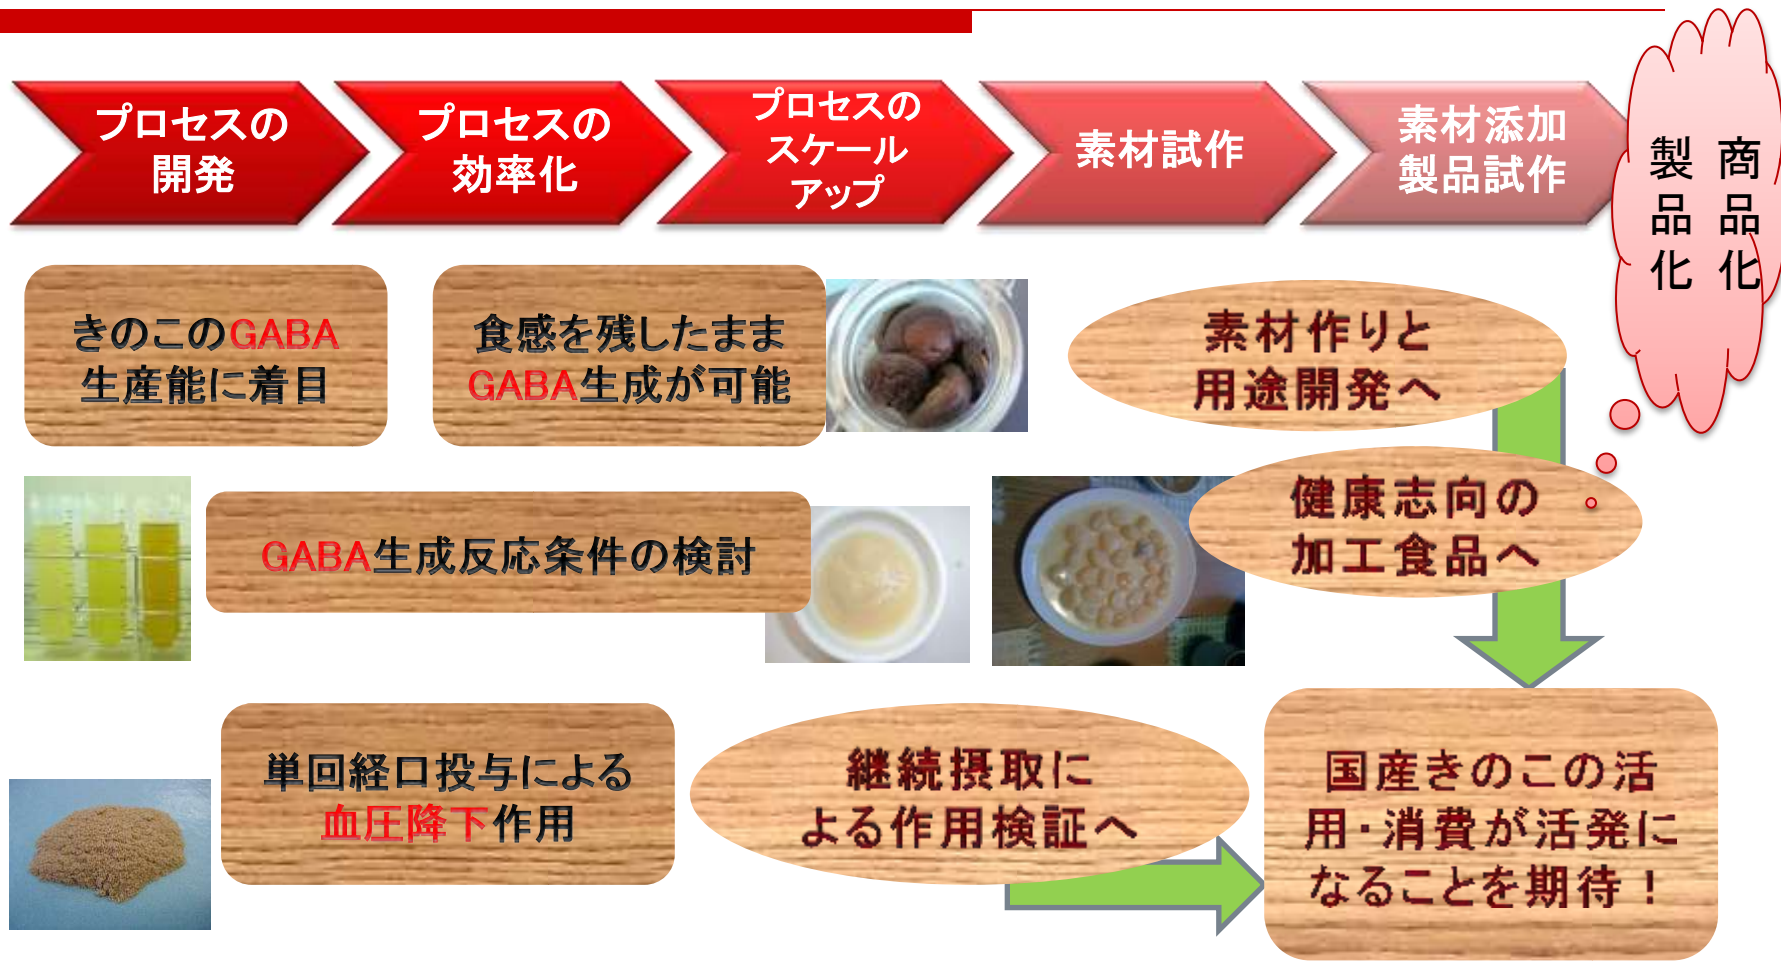 プロセスの
開発
プロセスの
効率化
プロセスの
スケール
アップ
素材試作
素材添加
製品試作
商品化
製品化
きのこのGABA
生産能に着目
食感を残したまま
GABA生成が可能
素材作りと
用途開発へ
GABA生成反応条件の検討
健康志向の
加工食品へ
単回経口投与による
血圧降下作用
継続摂取に
よる作用検証へ
国産きのこの活
用・消費が活発に
なることを期待！